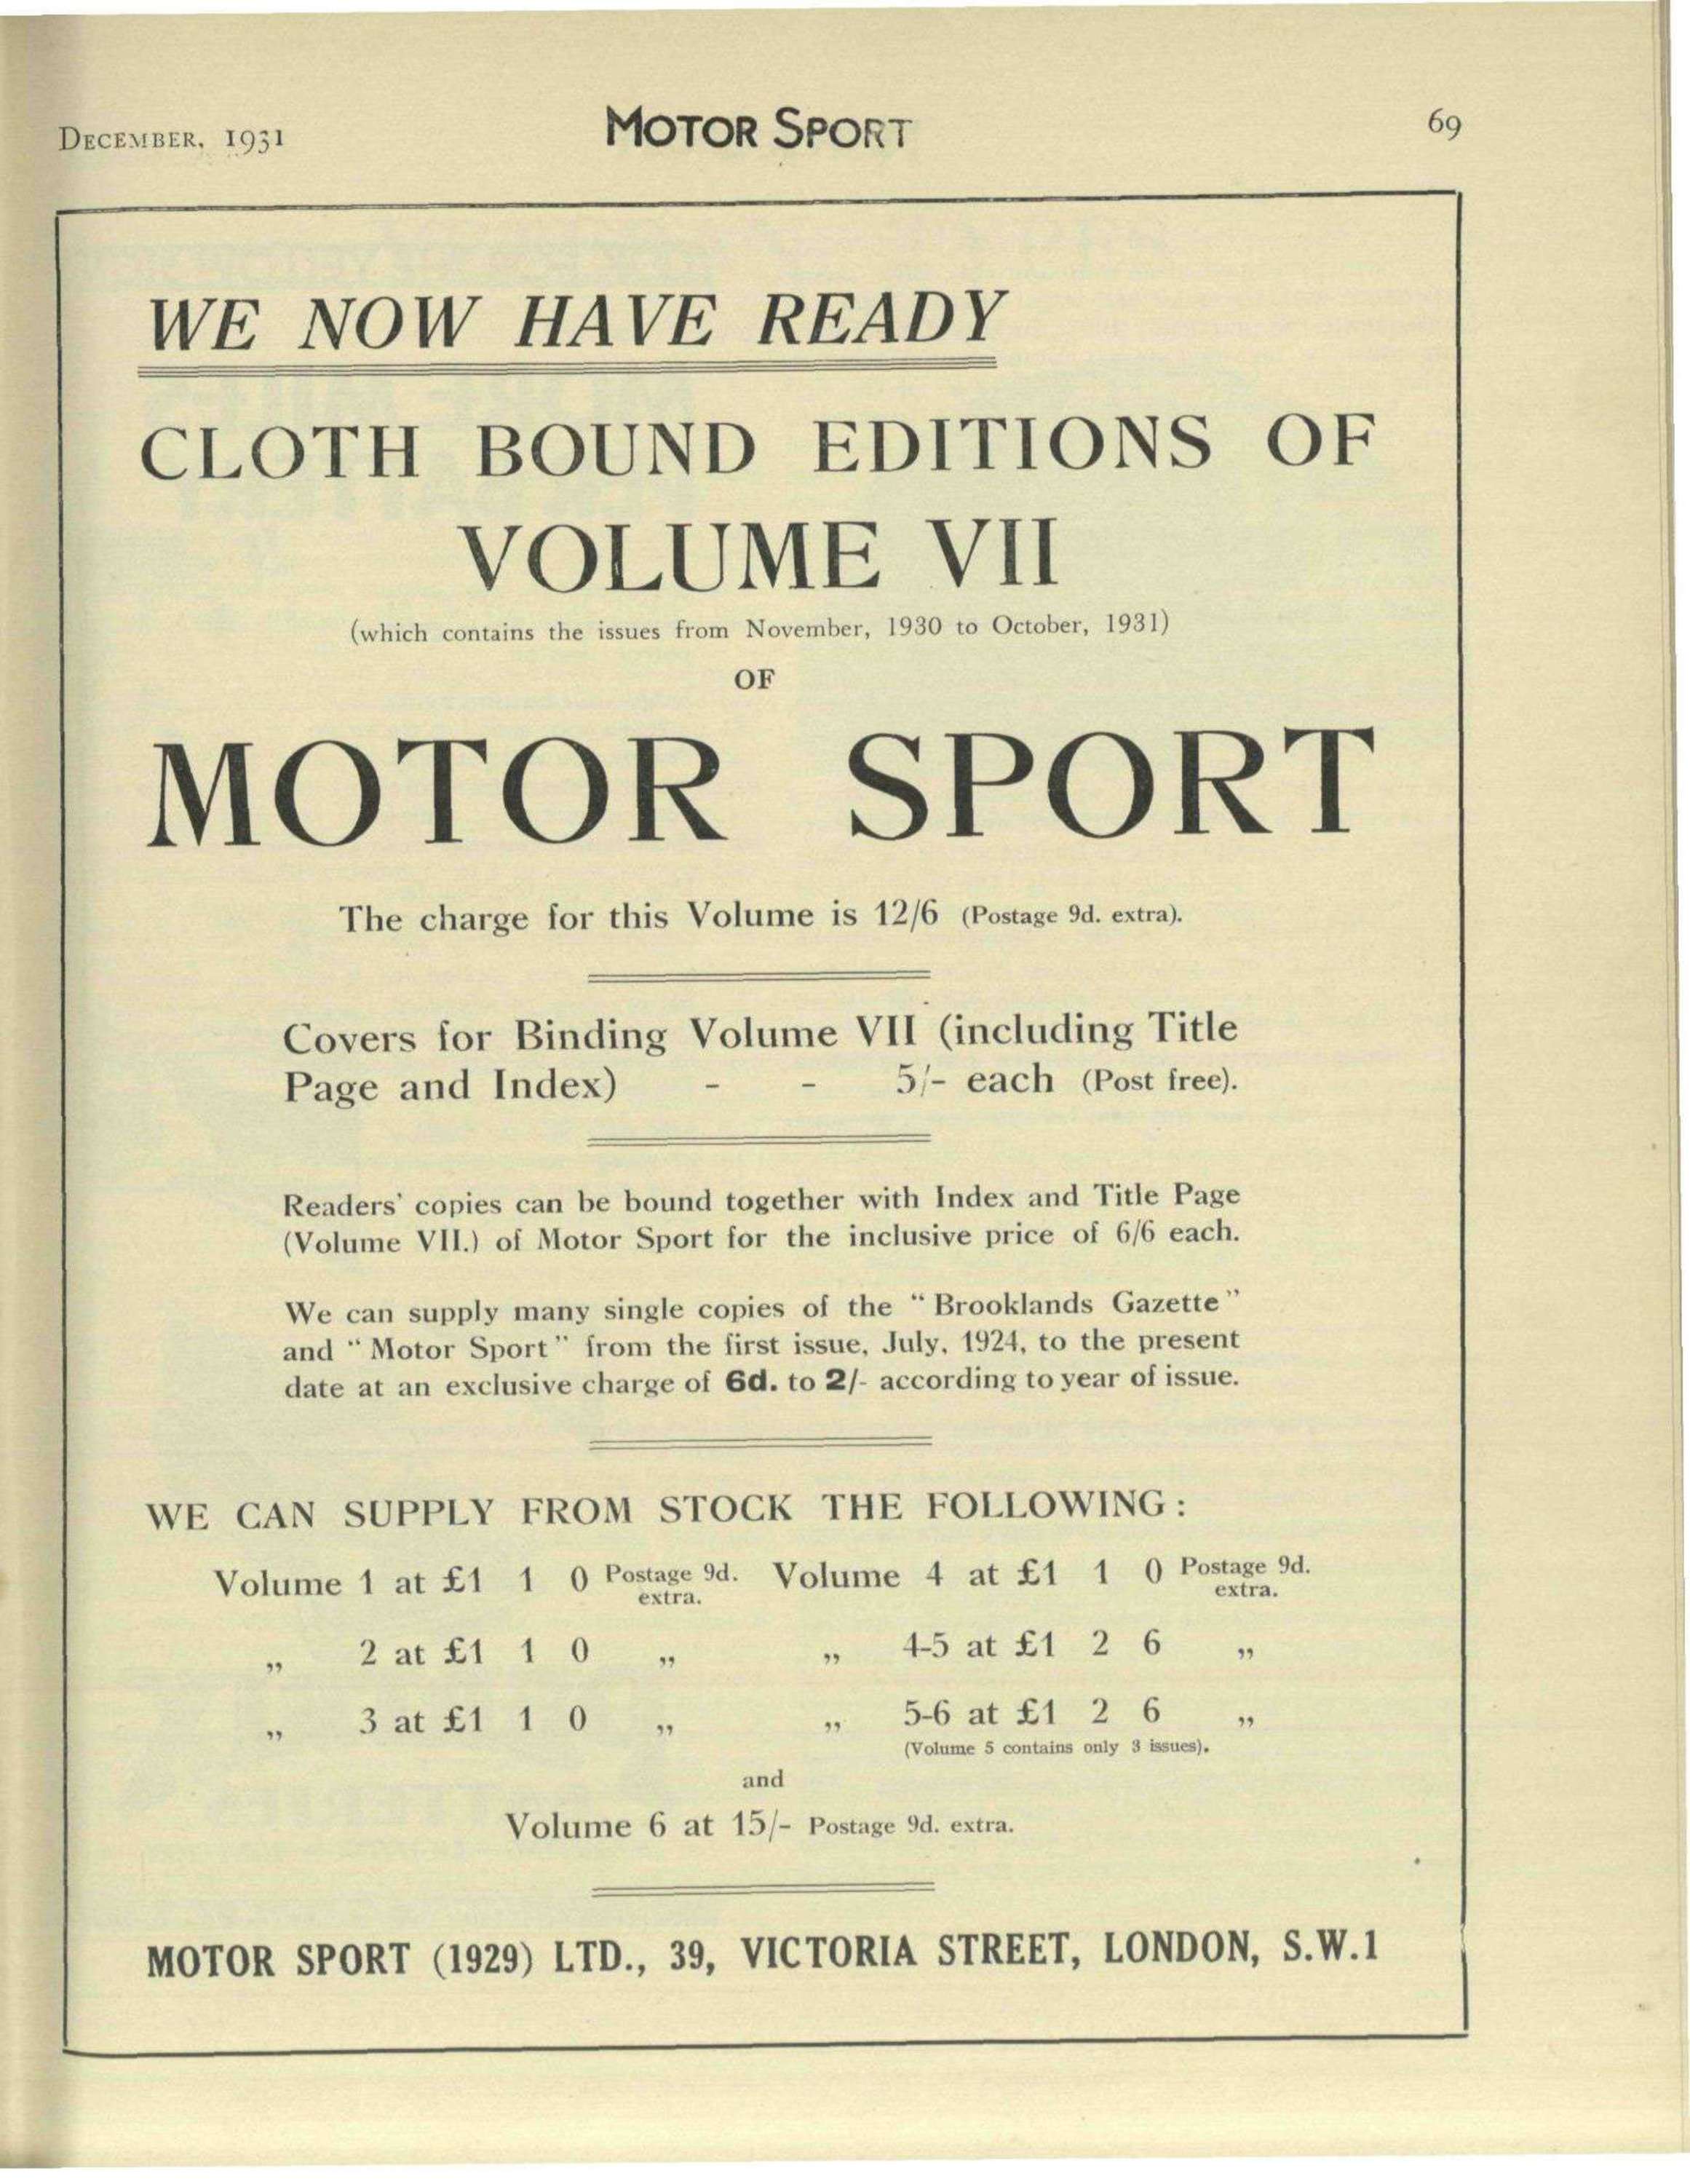 DECEMBER, 1931
MOTOR SPORT
69
WE NOW HAVE READY
CLOTH BOUND EDITIONS OF
VOLUME VII
(which contains the issues from November, 1930 to October, 1931)
OF
MOTOR SPORT
The charge for this Volume is 12/6 (Postage 9d. extra).
Covers for Binding Volume VII (including Title
Page and Index) - - 5/- each (Post free).
Readers' copies can be bound together with Index and Title Page
(Volume VII.) of Motor Sport for the inclusive price of 6/6 each.
We can supply many single copies of the "Brooklands Gazette"
and "Motor Sport" from the first issue, July, 1924, to the present
date at an exclusive charge of 6d. to 2/- according to year of issue.
WE CAN SUPPLY FROM STOCK THE FOLLOWING:
Volume 1 at £1 1 0 Postage 9d. extra. Volume 4 at £1 1 0 Postage 9d. extra.
„ 2 at £1 1 0 „ „ 4-5 at £1 2 6 „
„ 3 at £1 1 0 „ „ 5-6 at £1 2 6 „
(Volume 5 contains only 3 issues).
and
Volume 6 at 15/- Postage 9d. extra.
MOTOR SPORT (1929) LTD., 39, VICTORIA STREET, LONDON, S.W.1